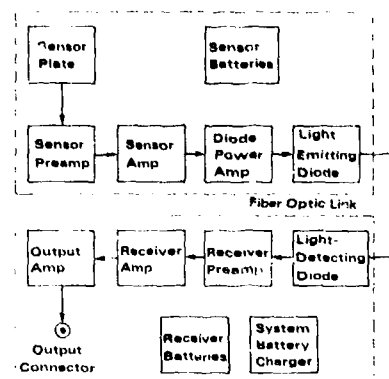 Sensor
Plate
Sensor
Batteries
Sensor
Preamp
Sensor
Amp
Diode
Power
Amp
Light
Emitting
Diode
Fiber Optic Link
Output
Amp
Receiver
Amp
Receiver
Preamp
Light-
Detecting
Diode
Output
Connector
Receiver
Batteries
System
Battery
Charger